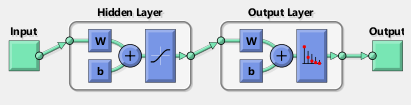 Hidden Layer
Output Layer
Input
W
b
+
W
b
+
Output